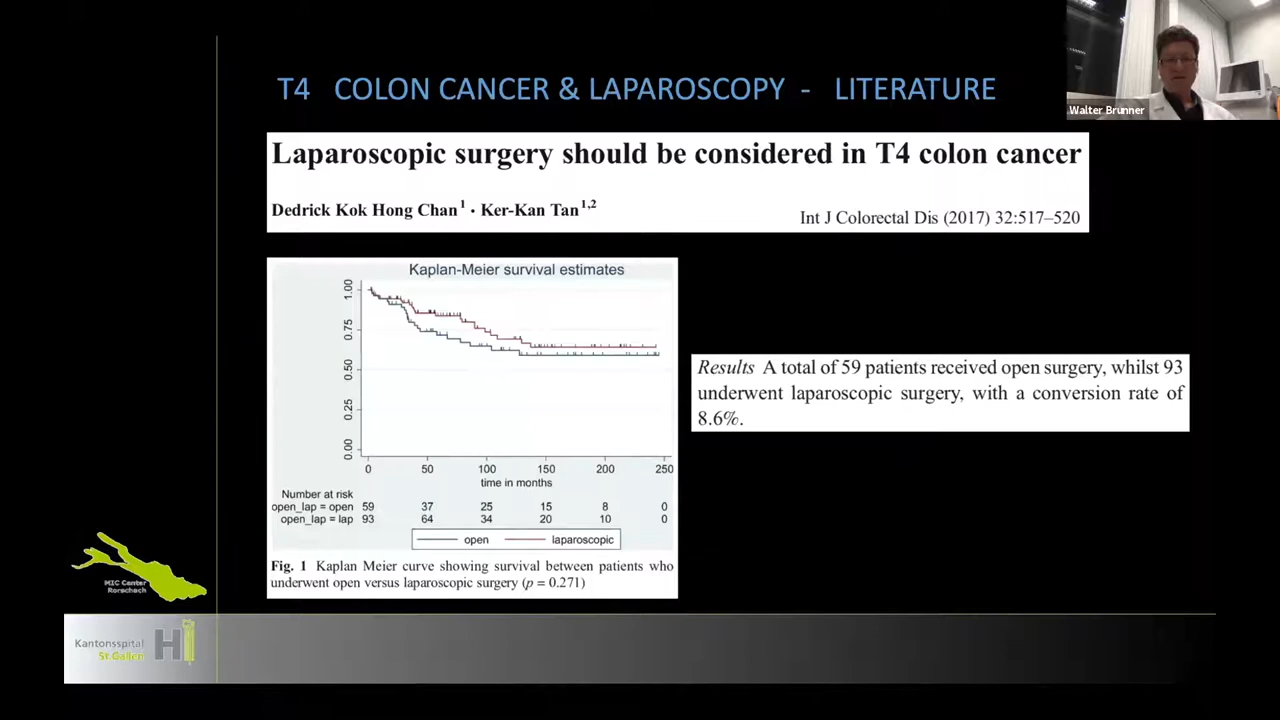 T4 COLON CANCER & LAPAROSCOPY - LITERATURE
Walter Brunner
Laparoscopic surgery should be considered in T4 colon cancer
Dedrick Kok Hong Chan1 · Ker-Kan Tan1,2
Int J Colorectal Dis (2017) 32:517–520
Kaplan-Meier survival estimates
1.00
0.75
0.50
0.25
0.00
0 50 100 150 200 250
time in months
Number at risk
open_lap = open 59 37 25 15 8 0
open_lap = lap 93 64 34 20 10 0
open laparoscopic
Fig. 1 Kaplan Meier curve showing survival between patients who
underwent open versus laparoscopic surgery (p = 0.271)
Results A total of 59 patients received open surgery, whilst 93
underwent laparoscopic surgery, with a conversion rate of
8.6%.
MIC Center
Rorschach
Kantonsspital
St.Gallen